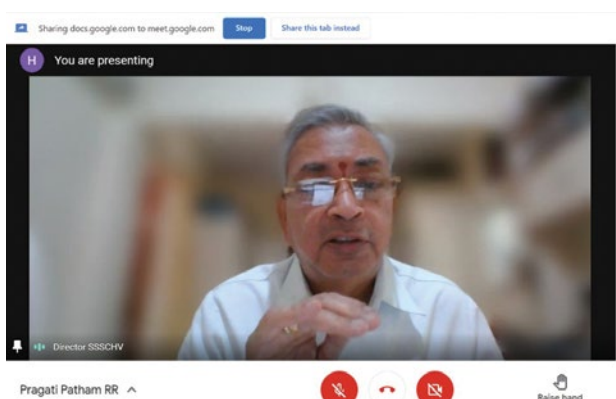 Sharing docs.google.com to meet.google.com Stop Share this tab instead
H You are presenting
Director SSSCHV
Pragati Patham RR
Raise hand